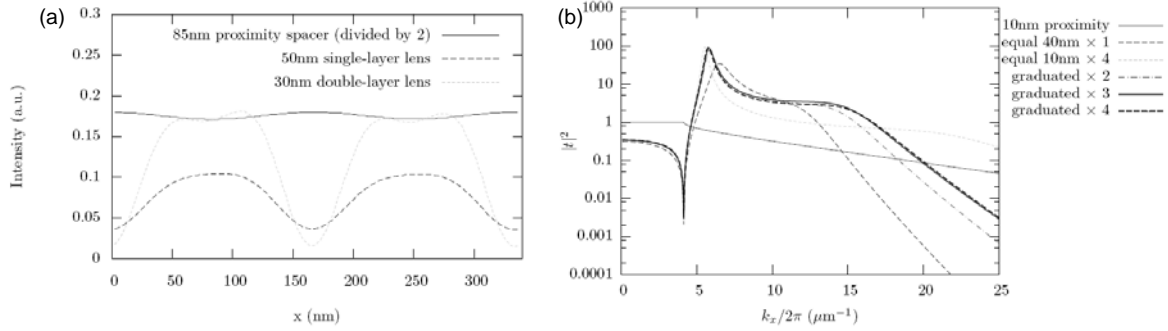 (a)
0.3
0.25
0.2
0.15
0.1
0.05
0
Intensity (a.u.)
85nm proximity spacer (divided by 2)
50nm single-layer lens
30nm double-layer lens
0 50 100 150 200 250 300
x (nm)
(b)
1000
100
10
1
0.1
0.01
0.001
0.0001
|t|²
0 5 10 15 20 25
kₓ/2π (μm⁻¹)
10nm proximity
equal 40nm × 1
equal 10nm × 4
graduated × 2
graduated × 3
graduated × 4